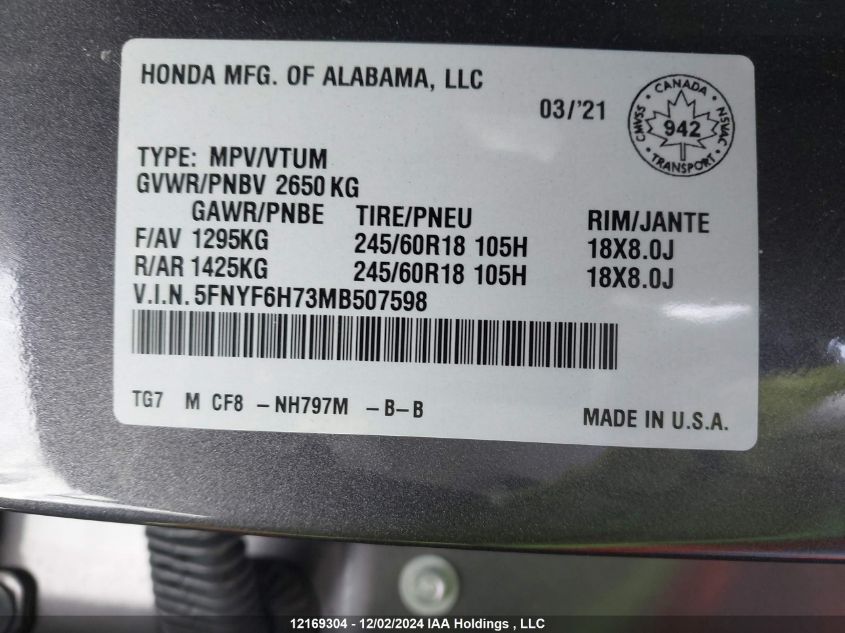 HONDA MFG. OF ALABAMA, LLC
03/'21
CANADA
CMVSS 942 NSVAC
TRANSPORT
TYPE: MPV/VTUM
GVWR/PNBV 2650 KG
GAWR/PNBE TIRE/PNEU RIM/JANTE
F/AV 1295KG 245/60R18 105H 18X8.0J
R/AR 1425KG 245/60R18 105H 18X8.0J
V.I.N. 5FNYF6H73MB507598
TG7 M CF8 -NH797M -B-B
MADE IN U.S.A.
12169304 - 12/02/2024 IAA Holdings , LLC